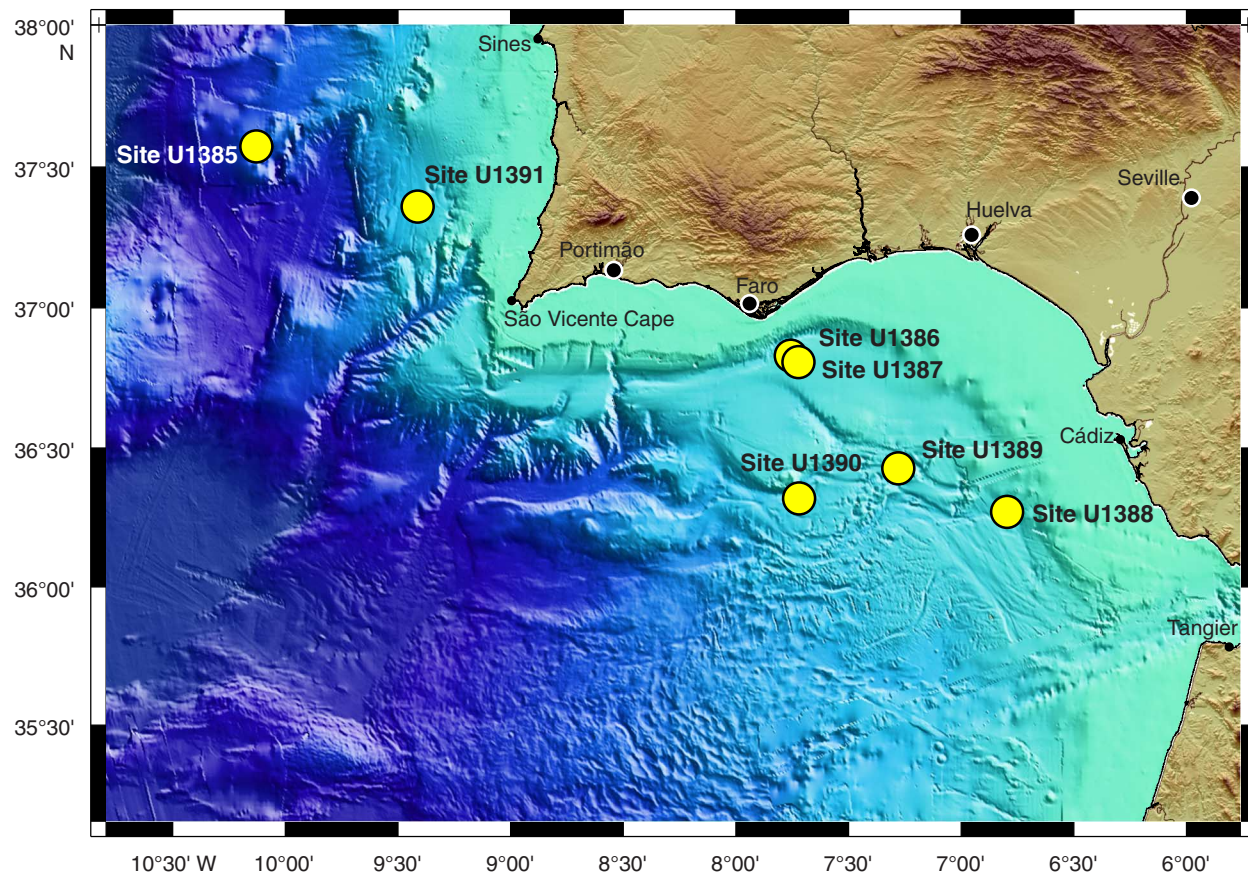 38°00'
N
Sines
Site U1385
37°30'
Site U1391
Seville
Huelva
Portimão
Faro
37°00'
São Vicente Cape
Site U1386
Site U1387
36°30'
Cádiz
Site U1389
Site U1390
Site U1388
36°00'
Tangier
35°30'
10°30' W
10°00'
9°30'
9°00'
8°30'
8°00'
7°30'
7°00'
6°30'
6°00'